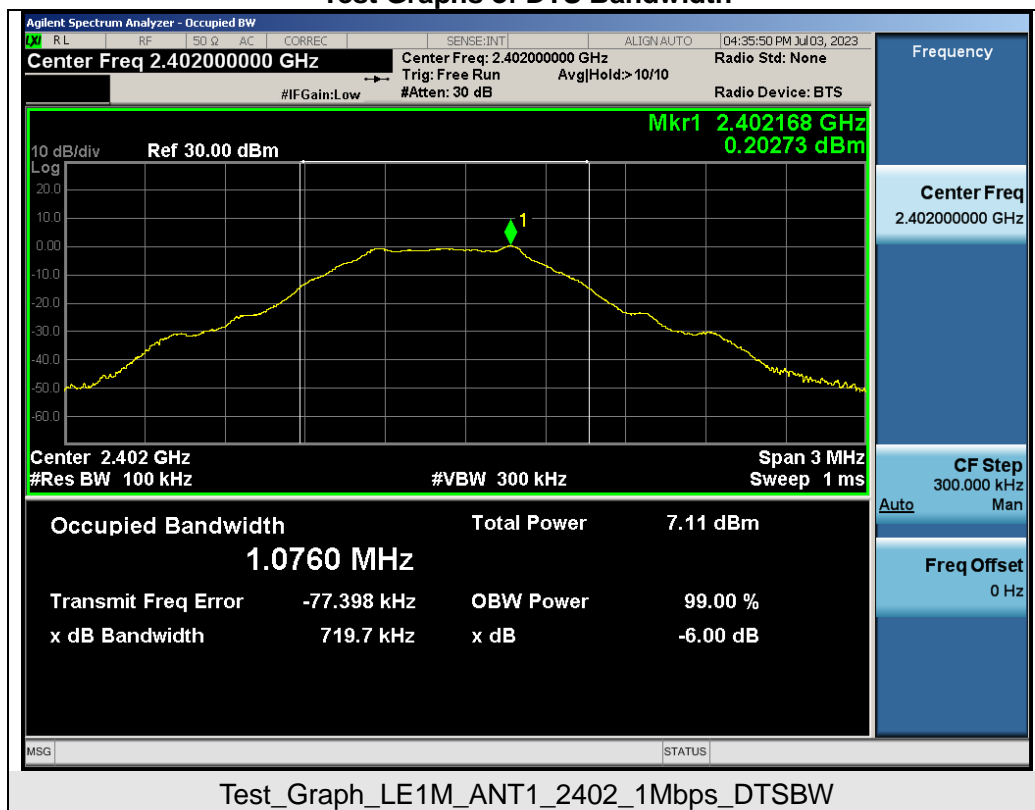 Test Graphs of DTS Bandwidth
Agilent Spectrum Analyzer - Occupied BW
LXI RL RF 50 Ω AC CORREC SENSE:INT ALIGN AUTO 04:35:50 PM Jul 03, 2023
Center Freq 2.402000000 GHz
Center Freq: 2.402000000 GHz
Radio Std: None
Trig: Free Run Avg|Hold:> 10/10
#IFGain:Low #Atten: 30 dB Radio Device: BTS
Mkr1 2.402168 GHz
0.20273 dBm
10 dB/div Ref 30.00 dBm
Log
20.0
10.0
0.00
-10.0
-20.0
-30.0
-40.0
-50.0
-60.0
1
Center 2.402 GHz Span 3 MHz
#Res BW 100 kHz #VBW 300 kHz Sweep 1 ms
Occupied Bandwidth Total Power 7.11 dBm
1.0760 MHz
Transmit Freq Error -77.398 kHz OBW Power 99.00 %
x dB Bandwidth 719.7 kHz x dB -6.00 dB
MSG STATUS
Frequency
Center Freq
2.402000000 GHz
CF Step
300.000 kHz
Auto Man
Freq Offset
0 Hz
Test_Graph_LE1M_ANT1_2402_1Mbps_DTSBW